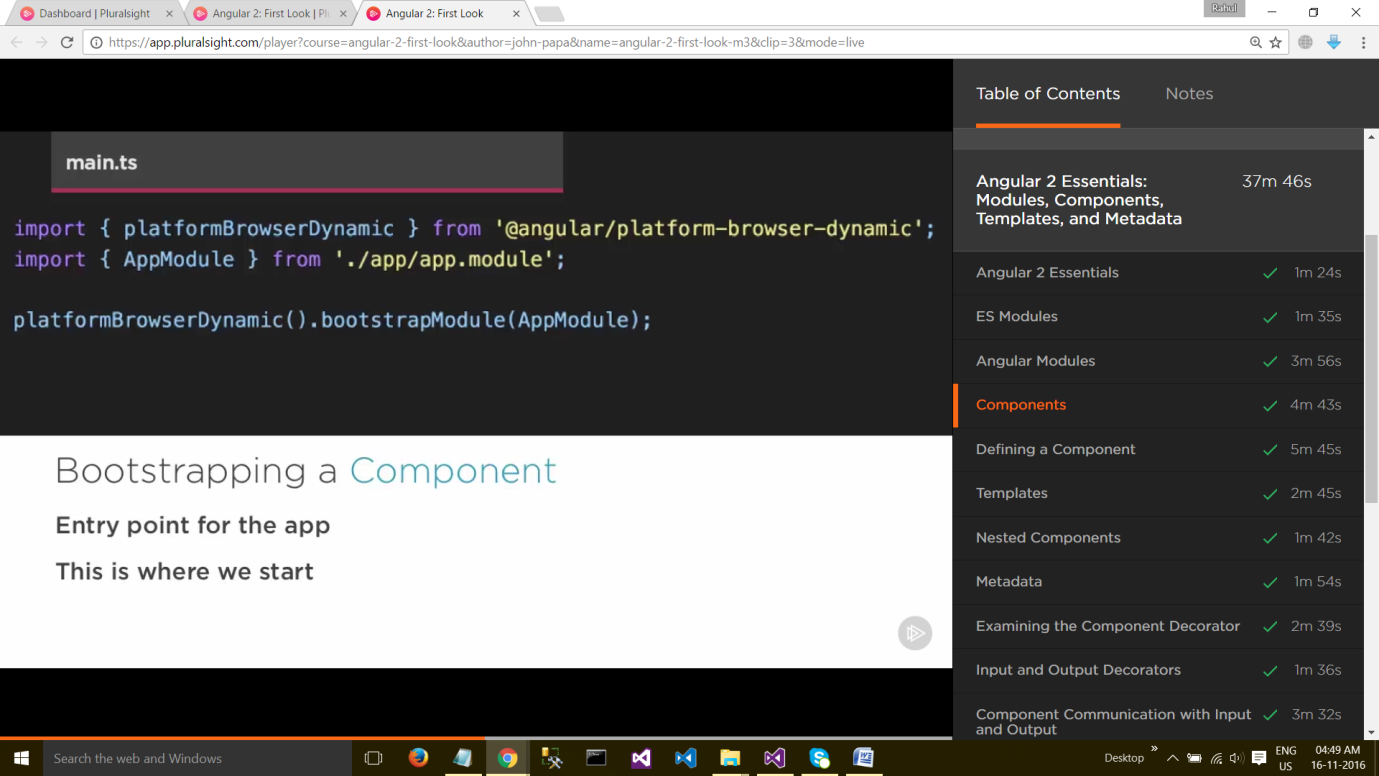 Dashboard | Pluralsight
Angular 2: First Look | Pl
Angular 2: First Look
Rahul
https://app.pluralsight.com/player?course=angular-2-first-look&author=john-papa&name=angular-2-first-look-m3&clip=3&mode=live
main.ts
import { platformBrowserDynamic } from '@angular/platform-browser-dynamic';
import { AppModule } from './app/app.module';
platformBrowserDynamic().bootstrapModule(AppModule);
Bootstrapping a Component
Entry point for the app
This is where we start
Table of Contents
Notes
Angular 2 Essentials: 37m 46s
Modules, Components,
Templates, and Metadata
Angular 2 Essentials 1m 24s
ES Modules 1m 35s
Angular Modules 3m 56s
Components 4m 43s
Defining a Component 5m 45s
Templates 2m 45s
Nested Components 1m 42s
Metadata 1m 54s
Examining the Component Decorator 2m 39s
Input and Output Decorators 1m 36s
Component Communication with Input 3m 32s
and Output
Search the web and Windows
Desktop
ENG
US
04:49 AM
16-11-2016